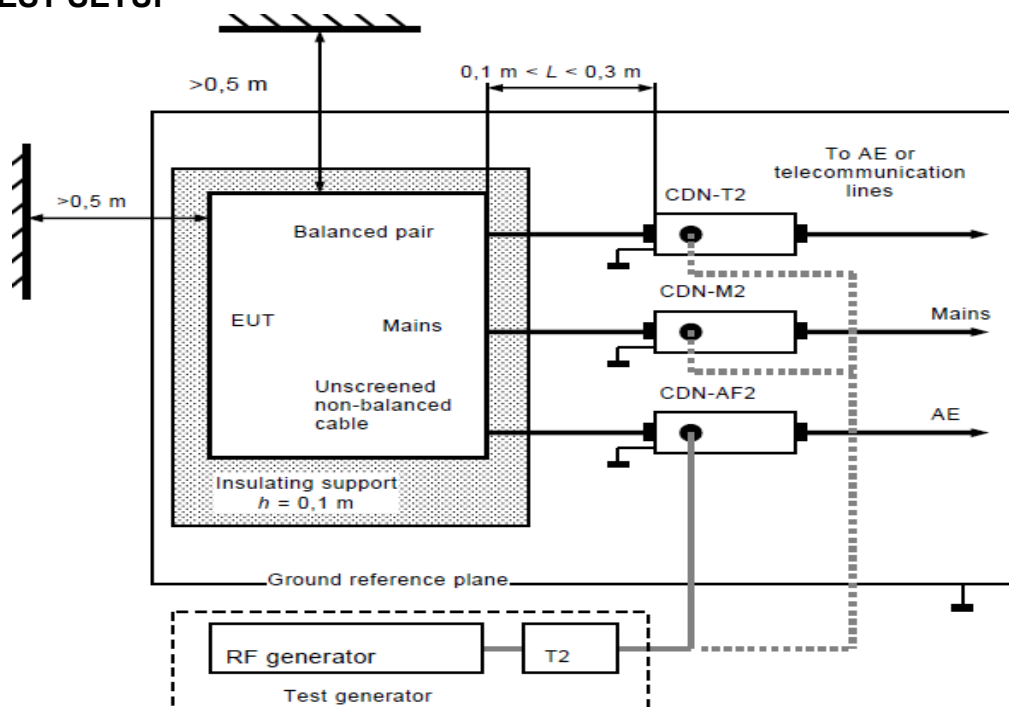 >0,5 m
0,1 m < L < 0,3 m
>0,5 m
To AE or
telecommunication
lines
CDN-T2
Balanced pair
CDN-M2
EUT
Mains
Mains
Unscreened
non-balanced
cable
CDN-AF2
AE
Insulating support
h = 0,1 m
Ground reference plane
RF generator
T2
Test generator